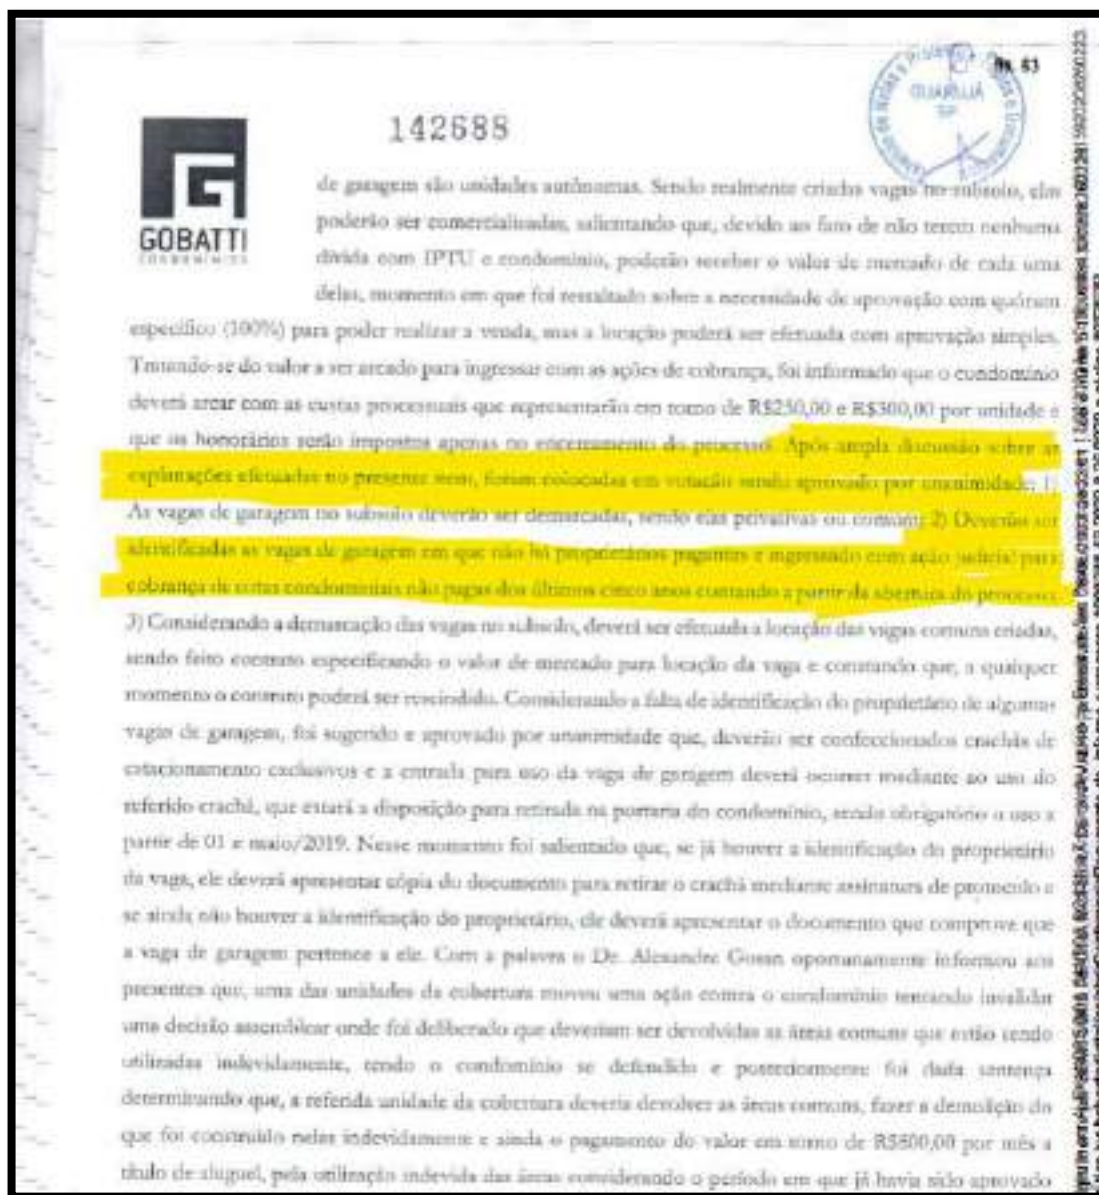 fls. 63
GUARUJÁ
SP
142688
GOBATTI
CONDOMÍNIOS
de garagem são unidades autônomas. Sendo realmente criadas vagas no subsolo, elas
poderão ser comercializadas, salientando que, devido ao fato de não terem nenhuma
dívida com IPTU e condomínio, poderão receber o valor de mercado de cada uma
delas, momento em que foi ressaltado sobre a necessidade de aprovação com quórum
específico (100%) para poder realizar a venda, mas a locação poderá ser efetuada com aprovação simples.
Tratando-se do valor a ser arcado para ingressar com as ações de cobrança, foi informado que o condomínio
deverá arcar com as custas processuais que representarão em torno de R$250,00 e R$300,00 por unidade e
que os honorários serão impostos apenas no encerramento do processo. Após ampla discussão sobre as
explanações efetuadas no presente item, foram colocadas em votação sendo aprovado por unanimidade: 1)
As vagas de garagem no subsolo deverão ser demarcadas, sendo elas privativas ou comuns; 2) Deverão ser
identificadas as vagas de garagem em que não há proprietários pagantes e ingressado com ação judicial para
cobrança de cotas condominiais não pagas dos últimos cinco anos contando a partir da abertura do processo;
3) Considerando a demarcação das vagas no subsolo, deverá ser efetuada a locação das vagas comuns criadas,
sendo feito contrato especificando o valor de mercado para locação da vaga e constando que, a qualquer
momento o contrato poderá ser rescindido. Considerando a falta de identificação do proprietário de algumas
vagas de garagem, foi sugerido e aprovado por unanimidade que, deverão ser confeccionados crachás de
estacionamento exclusivos e a entrada para uso da vaga de garagem deverá ocorrer mediante ao uso do
referido crachá, que estará a disposição para retirada na portaria do condomínio, sendo obrigatório o uso a
partir de 01 e maio/2019. Nesse momento foi salientado que, se já houver a identificação do proprietário
da vaga, ele deverá apresentar cópia do documento para retirar o crachá mediante assinatura de protocolo e
se ainda não houver a identificação do proprietário, ele deverá apresentar o documento que comprove que
a vaga de garagem pertence a ele. Com a palavra o Dr. Alexandre oportunamente informou aos
presentes que, uma das unidades da cobertura moveu uma ação contra o condomínio tentando invalidar
uma decisão assemblear onde foi deliberado que deveriam ser devolvidas as áreas comuns que estão sendo
utilizadas indevidamente, tendo o condomínio se defendido e posteriormente foi dada sentença
determinando que, a referida unidade da cobertura deveria devolver as áreas comuns, fazer a demolição do
que foi construído nelas indevidamente e ainda o pagamento do valor em torno de R$800,00 por mês a
título de aluguel, pela utilização indevida das áreas considerando o período em que já havia sido aprovado